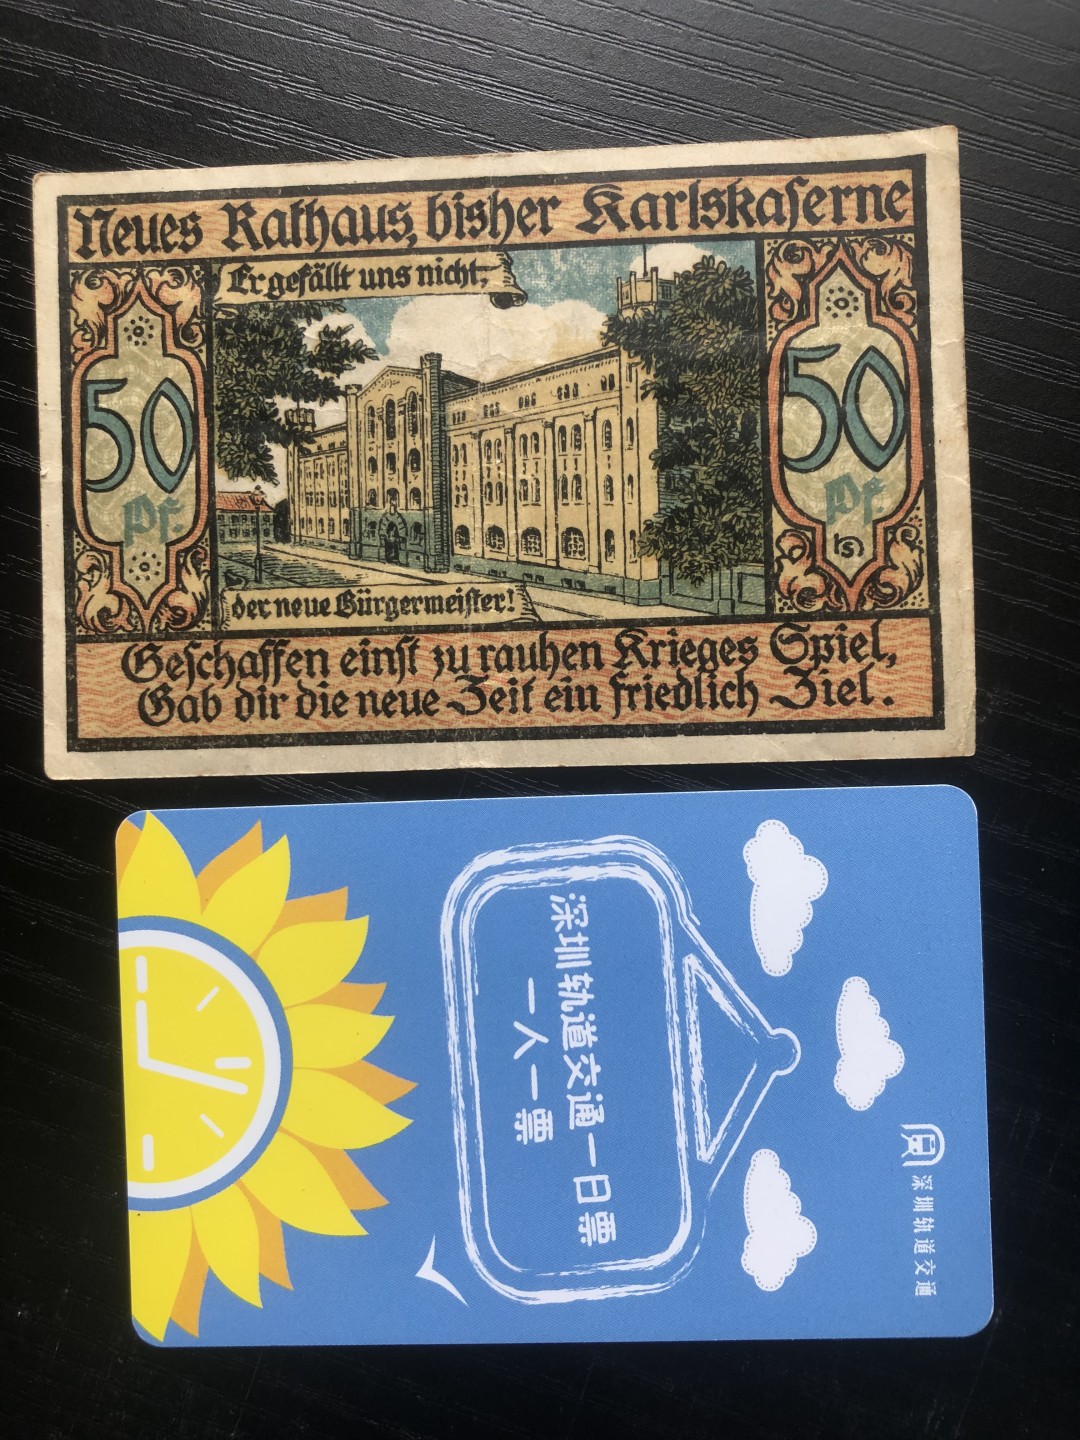 Neues Rathaus, bisher Karlskaserne
Er gefällt uns nicht,
50
Pf.
50
Pf.
der neue Bürgermeister!
Geschaffen einst zu rauhen Krieges Spiel,
Gab dir die neue Zeit ein friedlich Ziel.
深圳轨道交通
深圳轨道交通一日票
一人一票